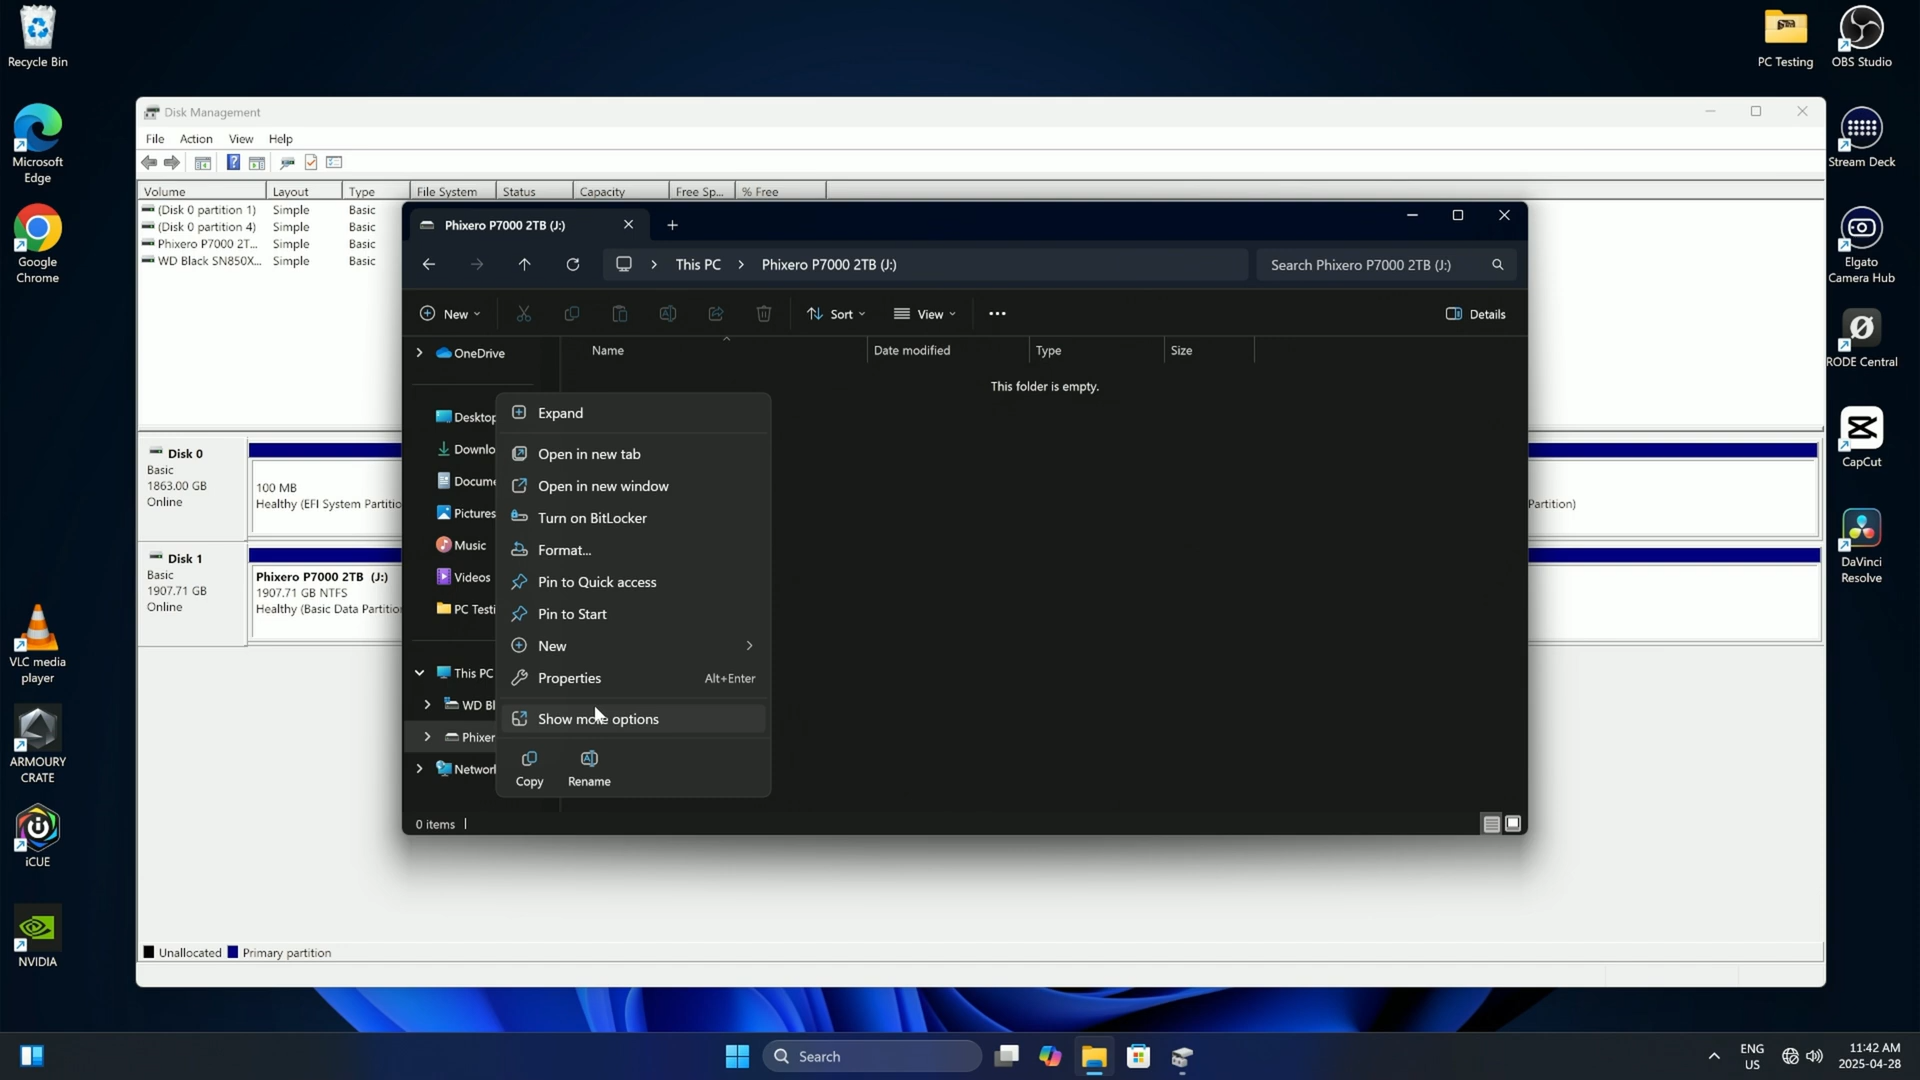 Recycle Bin
Microsoft
Edge
Google
Chrome
VLC media
player
ARMOURY
CRATE
iCUE
NVIDIA
PC Testing
OBS Studio
Stream Deck
Elgato
Camera Hub
RODE Central
CapCut
DaVinci
Resolve
Disk Management
File Action View Help
Volume Layout Type File System Status Capacity Free Sp... % Free
(Disk 0 partition 1) Simple Basic
(Disk 0 partition 4) Simple Basic
Phixero P7000 2T... Simple Basic
WD Black SN850X... Simple Basic
Disk 0
Basic
1863.00 GB
Online
100 MB
Healthy (EFI System Partitio
Partition)
Disk 1
Basic
1907.71 GB
Online
Phixero P7000 2TB (J:)
1907.71 GB NTFS
Healthy (Basic Data Partitio
Unallocated Primary partition
Phixero P7000 2TB (J:)
This PC Phixero P7000 2TB (J:)
Search Phixero P7000 2TB (J:)
New Sort View Details
Name Date modified Type Size
This folder is empty.
OneDrive
Desktop
Downlo
Docume
Pictures
Music
Videos
PC Testi
This PC
WD Bl
Phixer
Network
0 items
Expand
Open in new tab
Open in new window
Turn on BitLocker
Format...
Pin to Quick access
Pin to Start
New
Properties Alt+Enter
Show more options
Copy Rename
Search
ENG
US
11:42 AM
2025-04-28